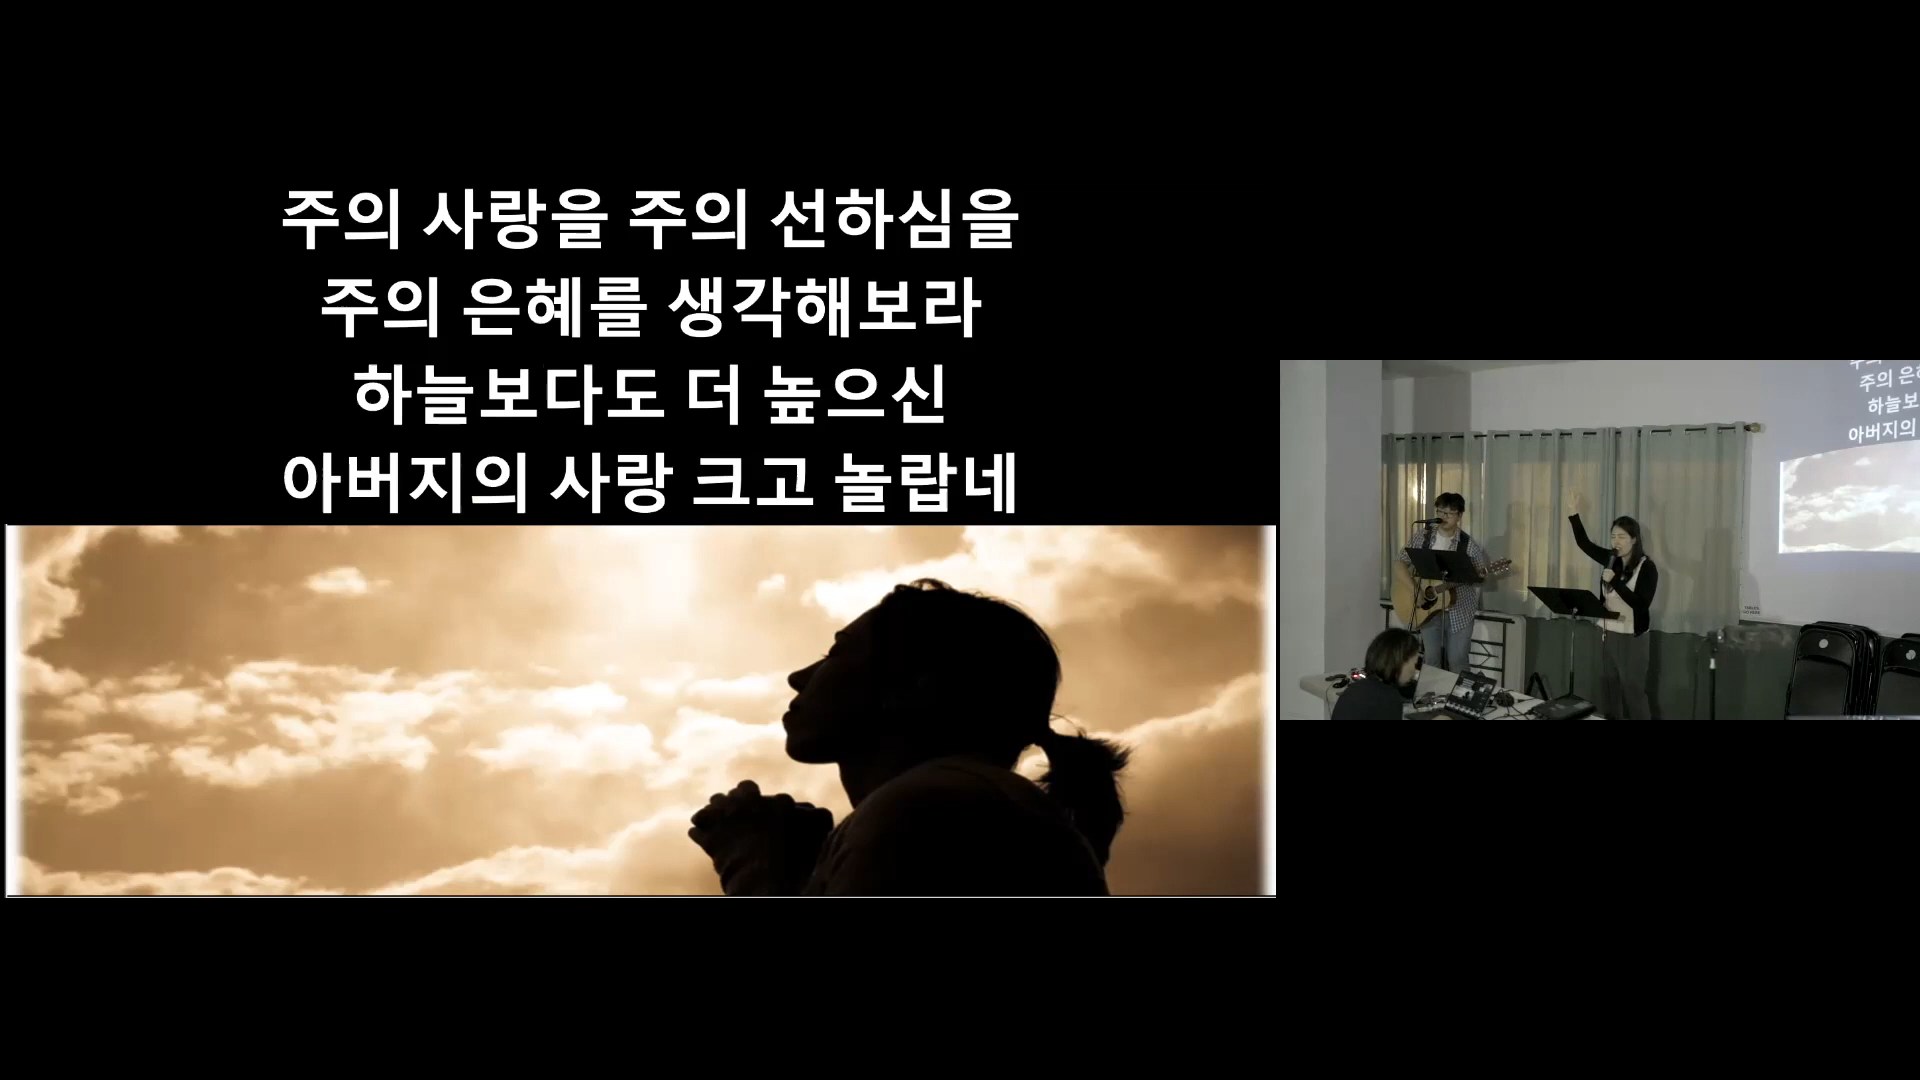 주의 사랑을 주의 선하심을
주의 은혜를 생각해보라
하늘보다도 더 높으신
아버지의 사랑 크고 놀랍네
주의 은혜
하늘보
아버지의